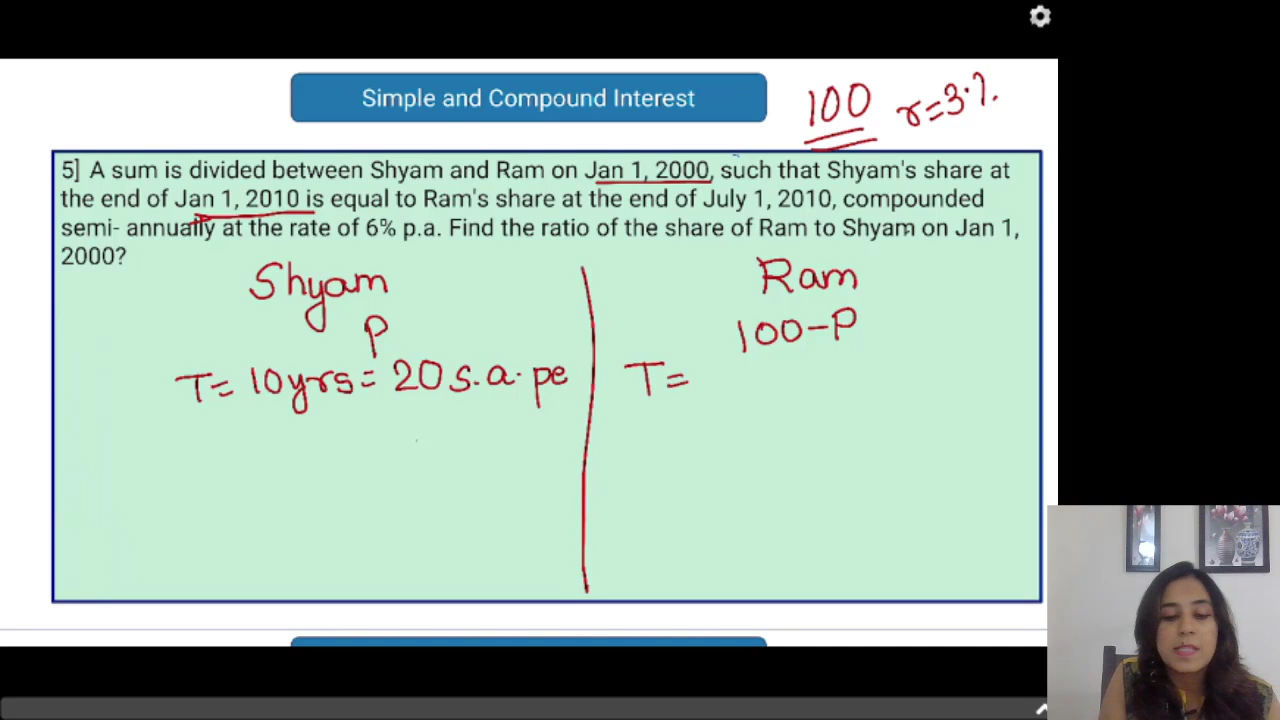 Simple and Compound Interest
100 r=3·%
5] A sum is divided between Shyam and Ram on Jan 1, 2000, such that Shyam's share at
the end of Jan 1, 2010 is equal to Ram's share at the end of July 1, 2010, compounded
semi- annually at the rate of 6% p.a. Find the ratio of the share of Ram to Shyam on Jan 1,
2000?
Shyam
Ram
P
100-P
T= 10yrs= 20 s.a. pe
T=